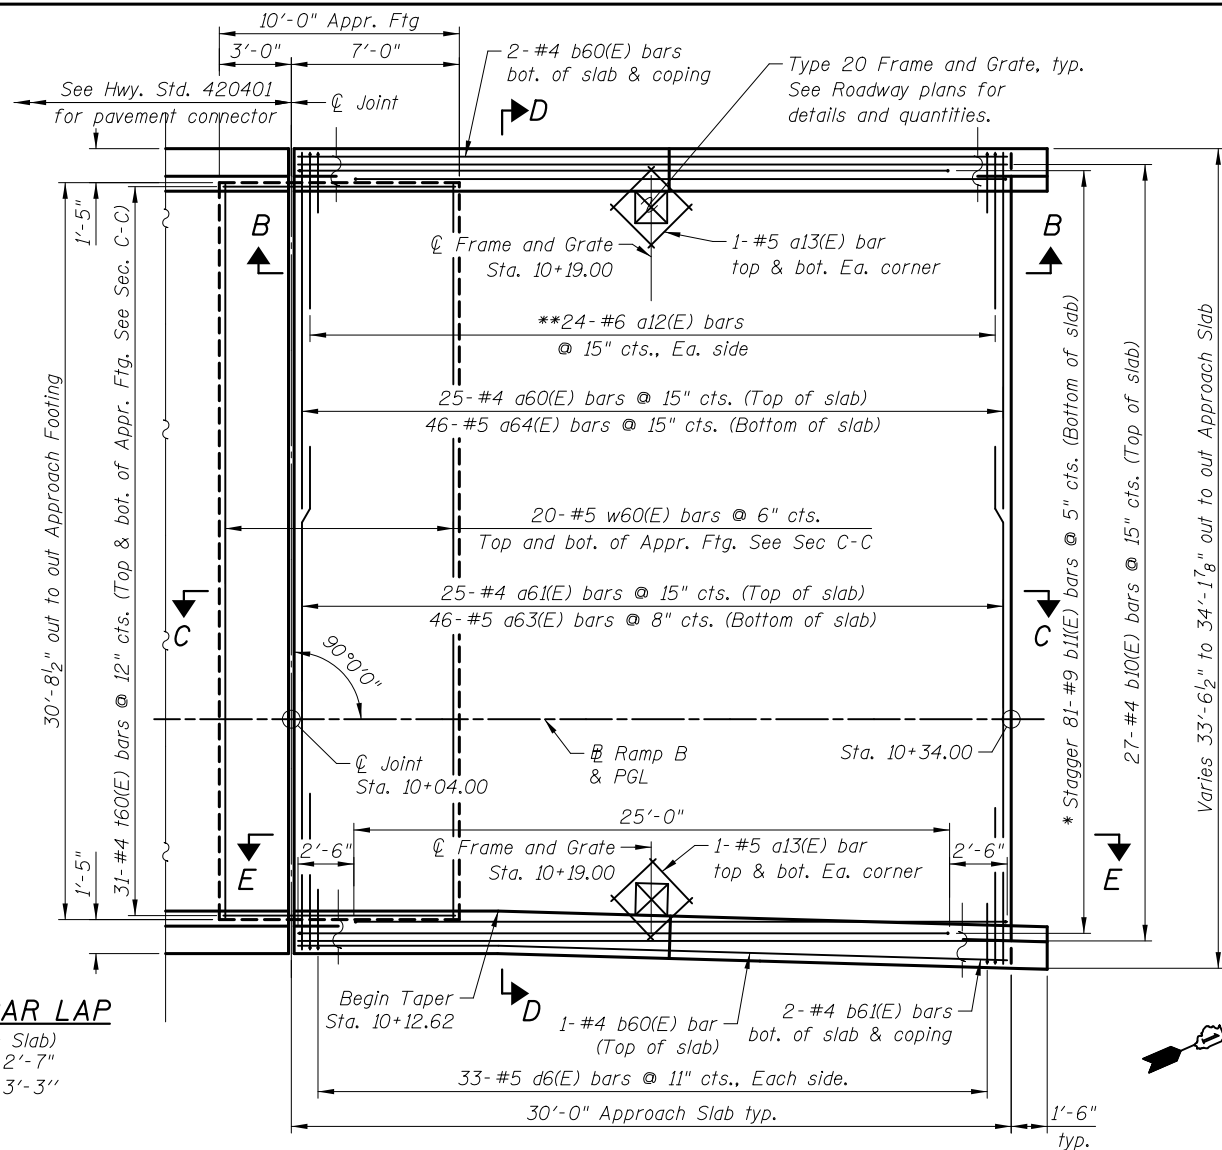 10'-0" Appr. Ftg
3'-0"
7'-0"
2-#4 b60(E) bars
bot. of slab & coping
Type 20 Frame and Grate, typ.
See Roadway plans for
details and quantities.
See Hwy. Std. 420401
for pavement connector
℄ Joint
D
1'-5"
B
B
℄ Frame and Grate
Sta. 10+19.00
1-#5 a13(E) bar
top & bot. Ea. corner
**24-#6 a12(E) bars
@ 15" cts., Ea. side
25-#4 a60(E) bars @ 15" cts. (Top of slab)
46-#5 a64(E) bars @ 15" cts. (Bottom of slab)
20-#5 w60(E) bars @ 6" cts.
Top and bot. of Appr. Ftg. See Sec C-C
25-#4 a61(E) bars @ 15" cts. (Top of slab)
46-#5 a63(E) bars @ 8" cts. (Bottom of slab)
30'-8½" out to out Approach Footing
31-#4 t60(E) bars @ 12" cts. (Top & bot. of Appr. Ftg. See Sec. C-C)
* Stagger 81-#9 b11(E) bars @ 5" cts. (Bottom of slab)
27-#4 b10(E) bars @ 15" cts. (Top of slab)
Varies 33'-6½" to 34'-1⅞" out to out Approach Slab
C
C
90°0'0"
℄ Joint
Sta. 10+04.00
Ramp B
& PGL
Sta. 10+34.00
25'-0"
2'-6"
2'-6"
℄ Frame and Grate
Sta. 10+19.00
1-#5 a13(E) bar
top & bot. Ea. corner
E
E
1'-5"
Begin Taper
Sta. 10+12.62
D
1-#4 b60(E) bar
(Top of slab)
2-#4 b61(E) bars
bot. of slab & coping
BAR LAP
Slab)
2'-7"
3'-3''
33-#5 d6(E) bars @ 11" cts., Each side.
30'-0" Approach Slab typ.
1'-6"
typ.